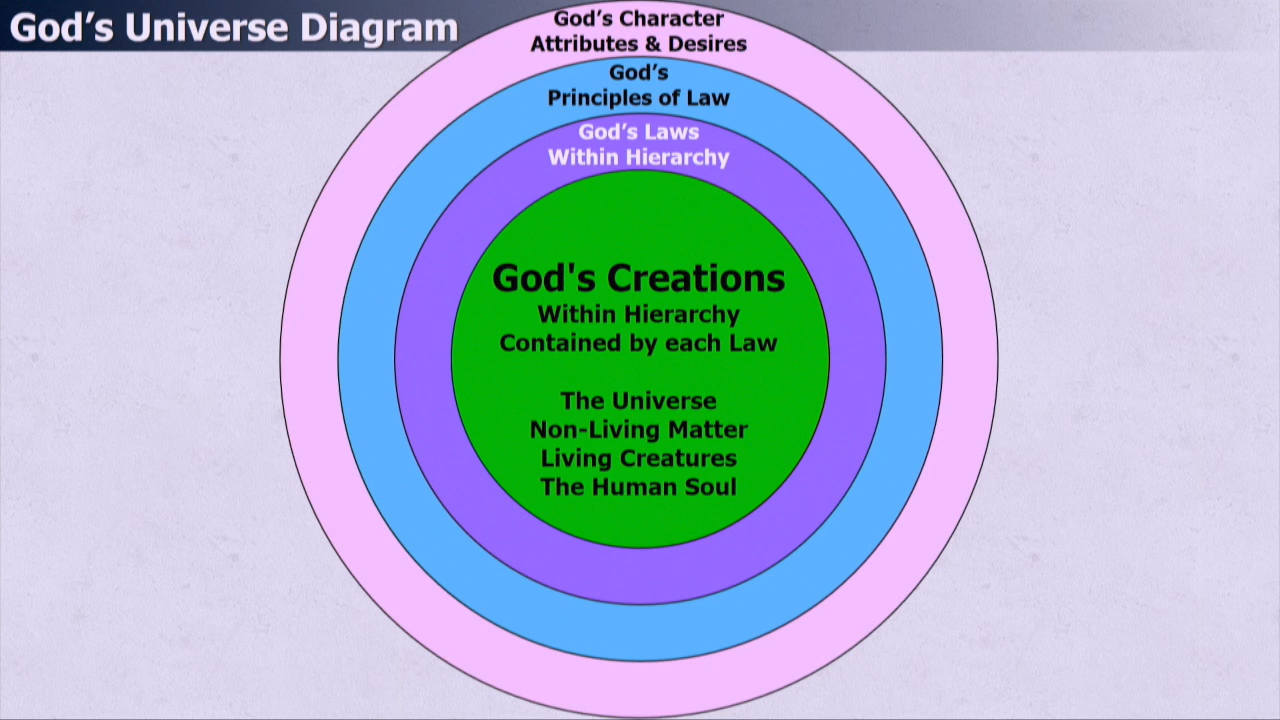 God’s Universe Diagram
God’s Character
Attributes & Desires
God’s
Principles of Law
God’s Laws
Within Hierarchy
God's Creations
Within Hierarchy
Contained by each Law
The Universe
Non-Living Matter
Living Creatures
The Human Soul